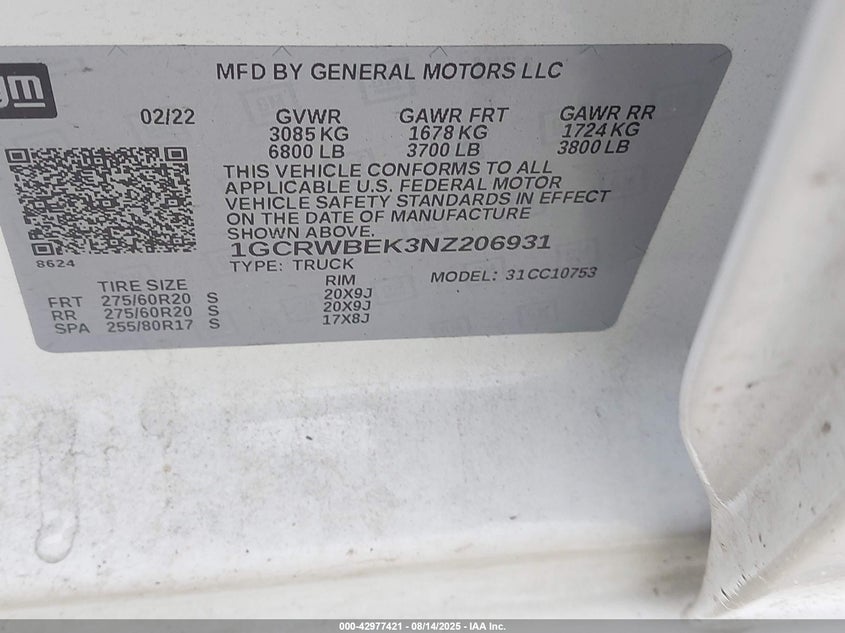 gm
MFD BY GENERAL MOTORS LLC
02/22 GVWR GAWR FRT GAWR RR
3085 KG 1678 KG 1724 KG
6800 LB 3700 LB 3800 LB
THIS VEHICLE CONFORMS TO ALL
APPLICABLE U.S. FEDERAL MOTOR
VEHICLE SAFETY STANDARDS IN EFFECT
ON THE DATE OF MANUFACTURE
SHOWN ABOVE.
1GCRWBEK3NZ206931
8624
TYPE: TRUCK MODEL: 31CC10753
TIRE SIZE RIM
FRT 275/60R20 S 20X9J
RR 275/60R20 S 20X9J
SPA 255/80R17 S 17X8J
000-42977421 - 08/14/2025 - IAA Inc.